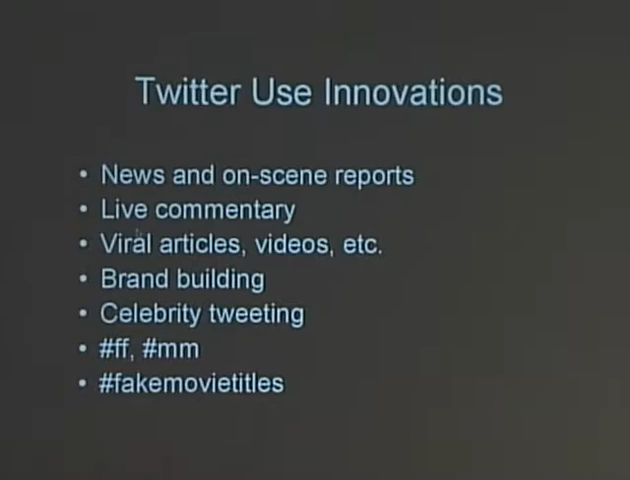 Twitter Use Innovations
• News and on-scene reports
• Live commentary
• Viral articles, videos, etc.
• Brand building
• Celebrity tweeting
• #ff, #mm
• #fakemovietitles